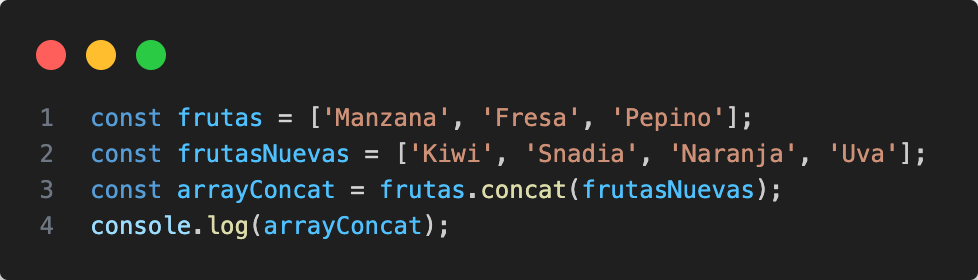 1 const frutas = ['Manzana', 'Fresa', 'Pepino'];
2 const frutasNuevas = ['Kiwi', 'Snadia', 'Naranja', 'Uva'];
3 const arrayConcat = frutas.concat(frutasNuevas);
4 console.log(arrayConcat);